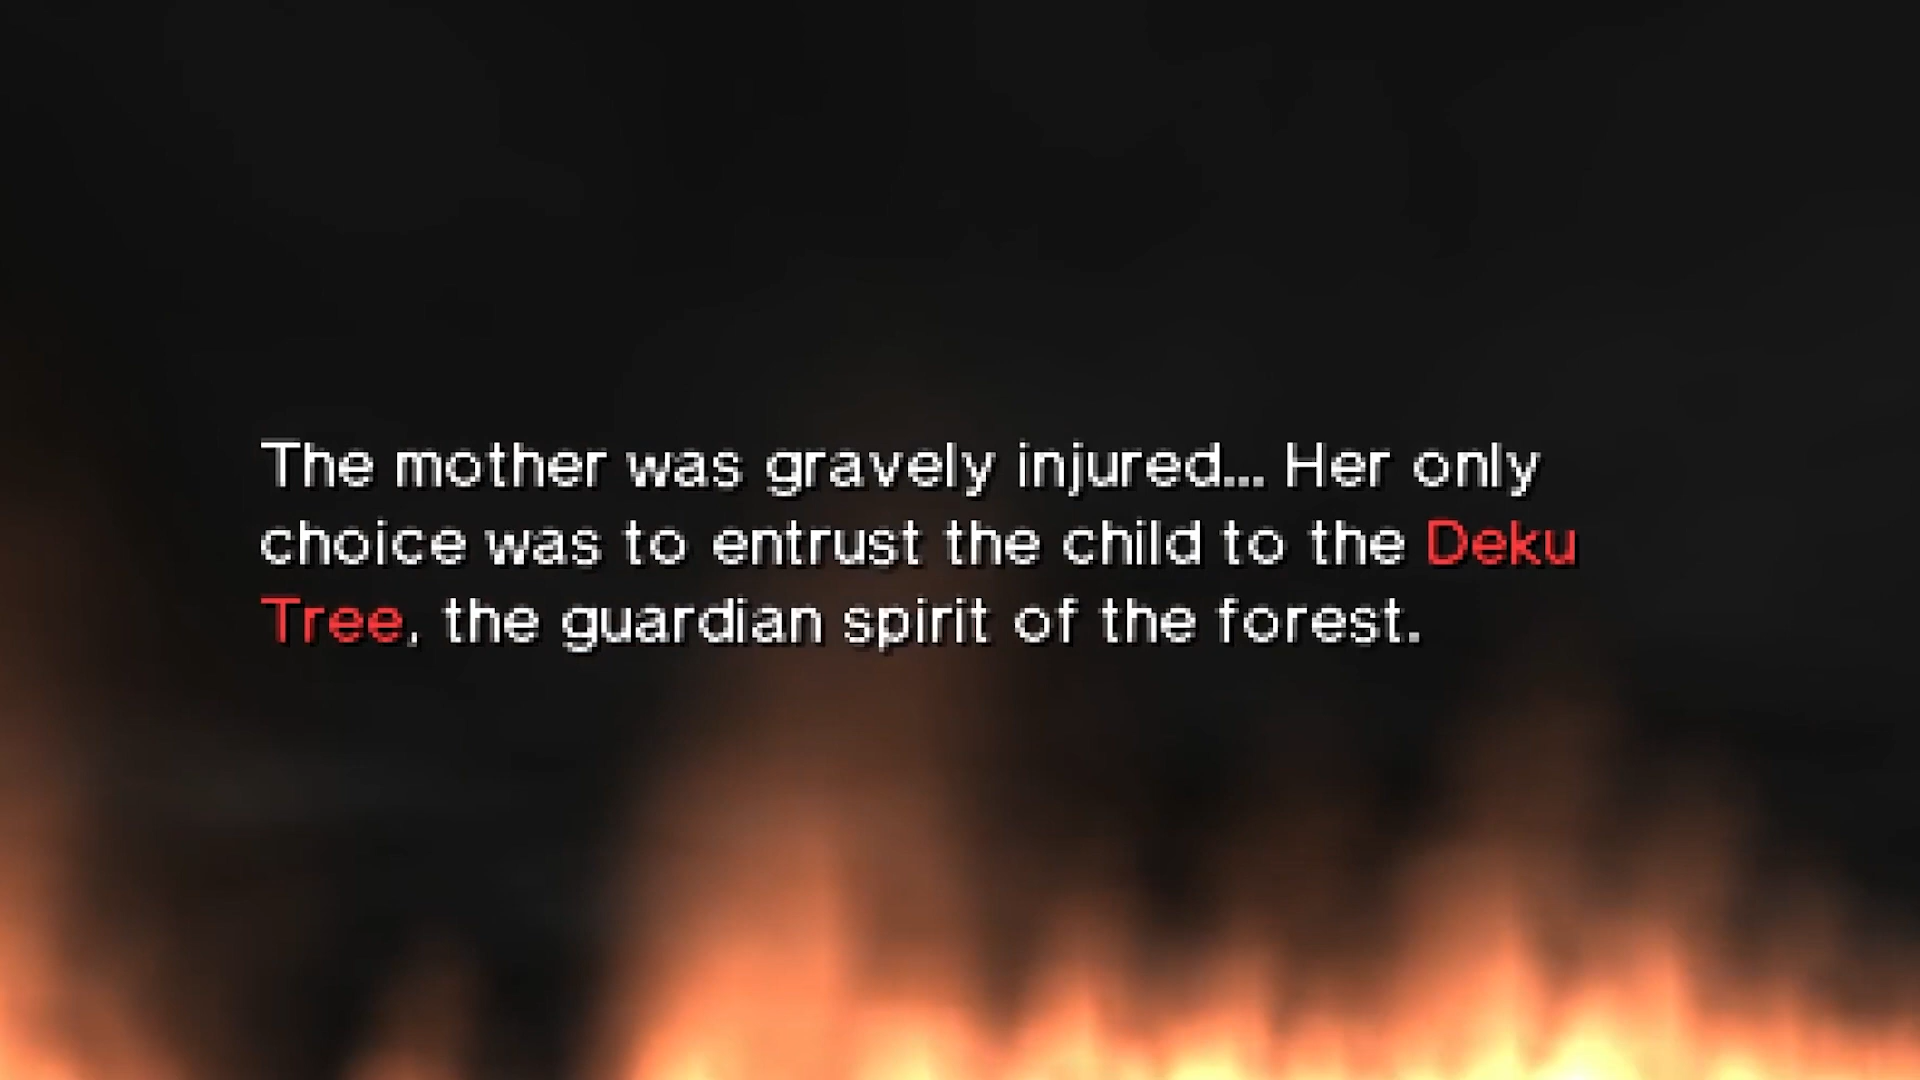 The mother was gravely injured... Her only
choice was to entrust the child to the Deku
Tree, the guardian spirit of the forest.